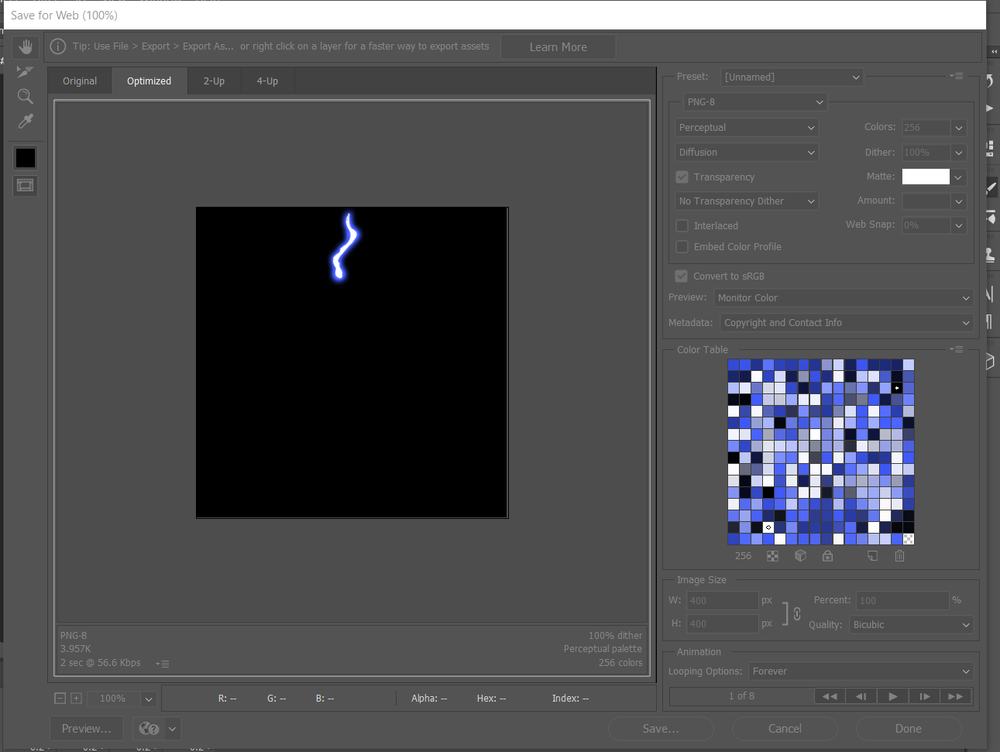 Save for Web (100%)
Tip: Use File > Export > Export As... or right click on a layer for a faster way to export assets
Learn More
Original
Optimized
2-Up
4-Up
Preset:
[Unnamed]
PNG-8
Perceptual
Colors:
256
Diffusion
Dither:
100%
Transparency
Matte:
No Transparency Dither
Amount:
Interlaced
Web Snap:
0%
Embed Color Profile
Convert to sRGB
Preview:
Monitor Color
Metadata:
Copyright and Contact Info
Color Table
256
Image Size
W:
400
px
Percent:
100
%
H:
400
px
Quality:
Bicubic
Animation
Looping Options:
Forever
1 of 8
PNG-8
3.957K
2 sec @ 56.6 Kbps
100% dither
Perceptual palette
256 colors
100%
R: --
G: --
B: --
Alpha: --
Hex: --
Index: --
Preview...
Save...
Cancel
Done